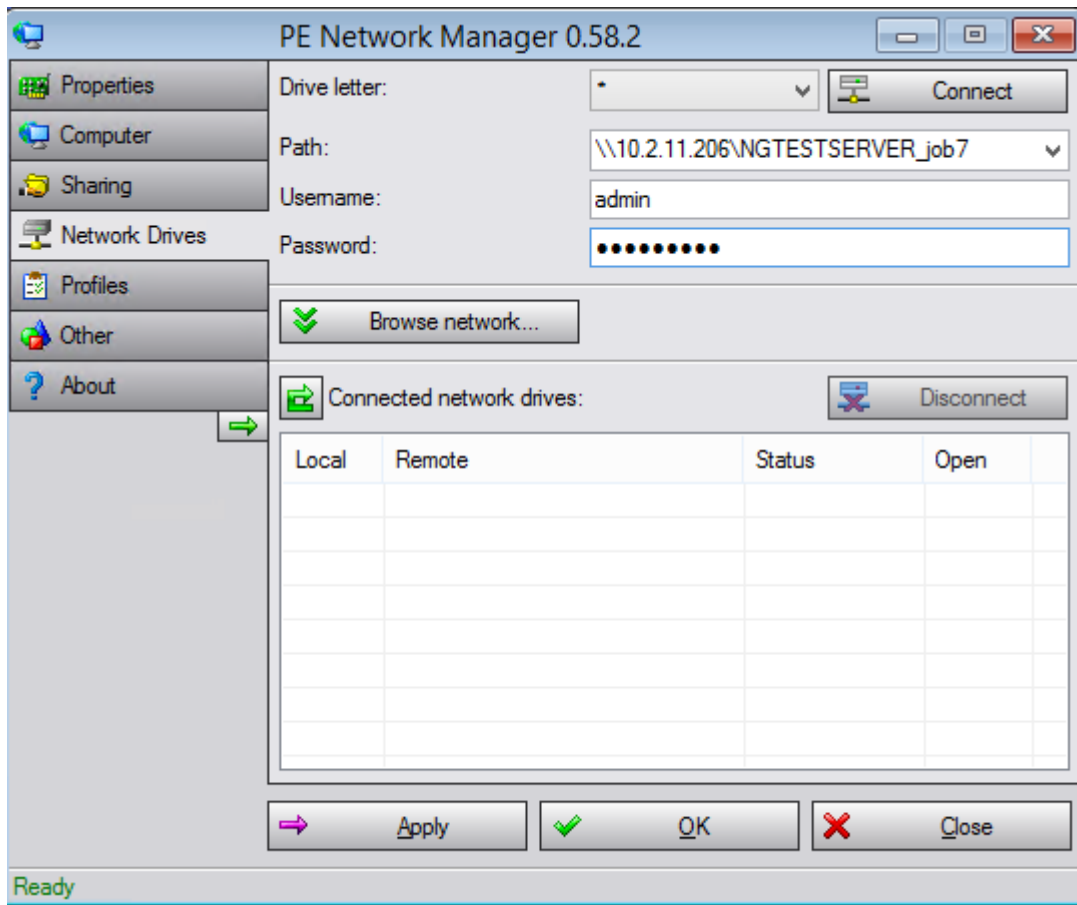 PE Network Manager 0.58.2
Properties
Computer
Sharing
Network Drives
Profiles
Other
About
Drive letter:
*
Connect
Path:
\\10.2.11.206\NGTESTSERVER_job7
Username:
admin
Password:
●●●●●●●●●
Browse network...
Connected network drives:
Disconnect
Local Remote Status Open
Apply
OK
Close
Ready